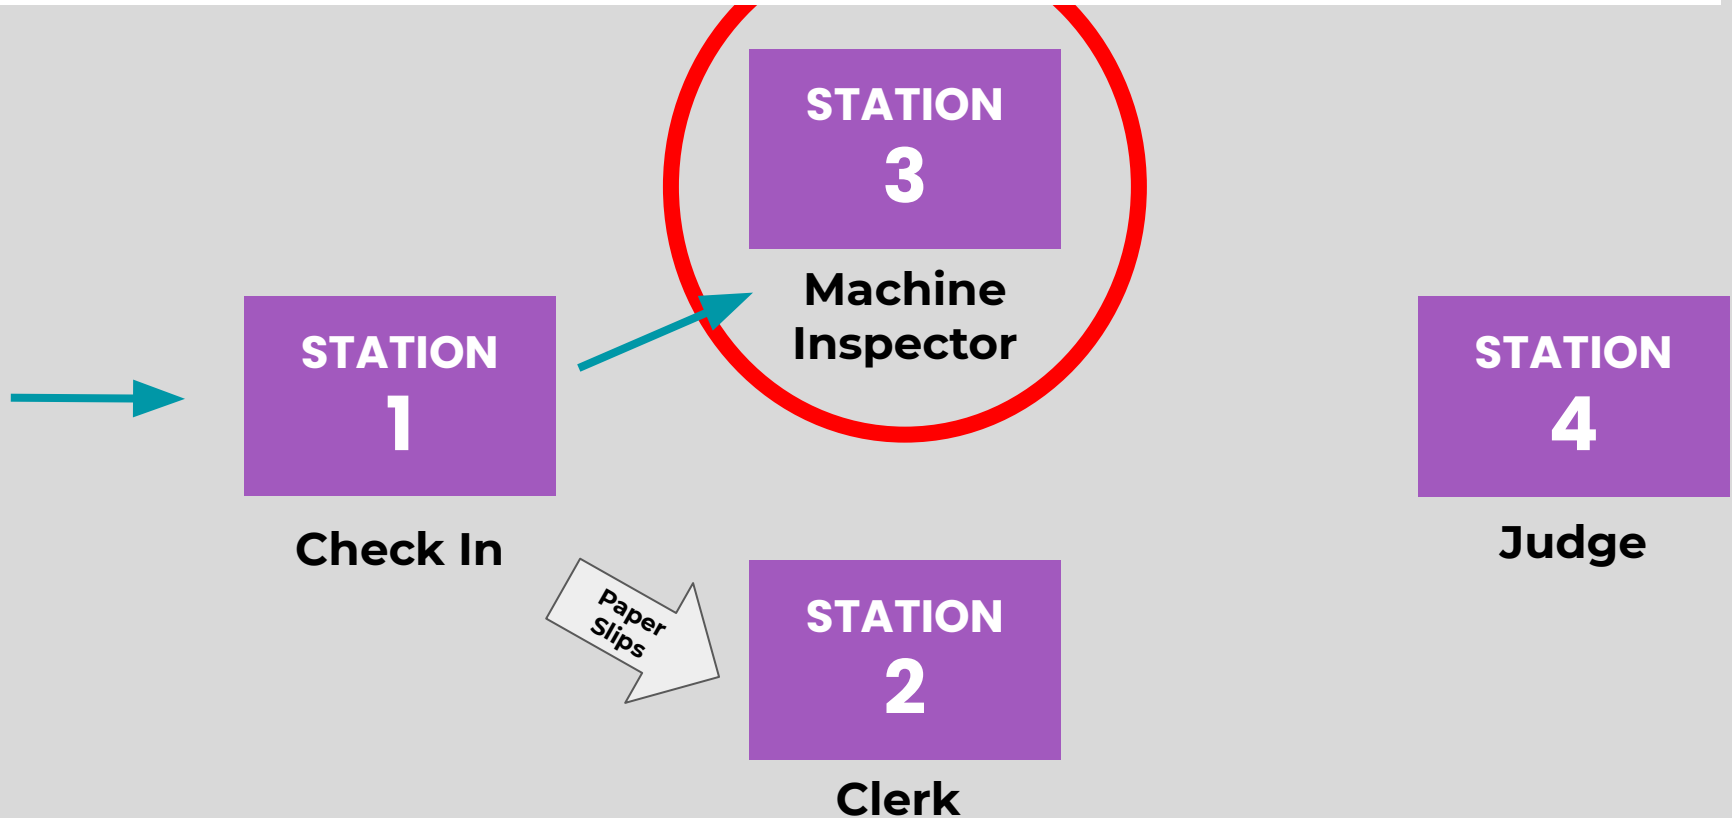 STATION
3
Machine
Inspector
STATION
1
Check In
STATION
4
Judge
Paper
Slips
STATION
2
Clerk